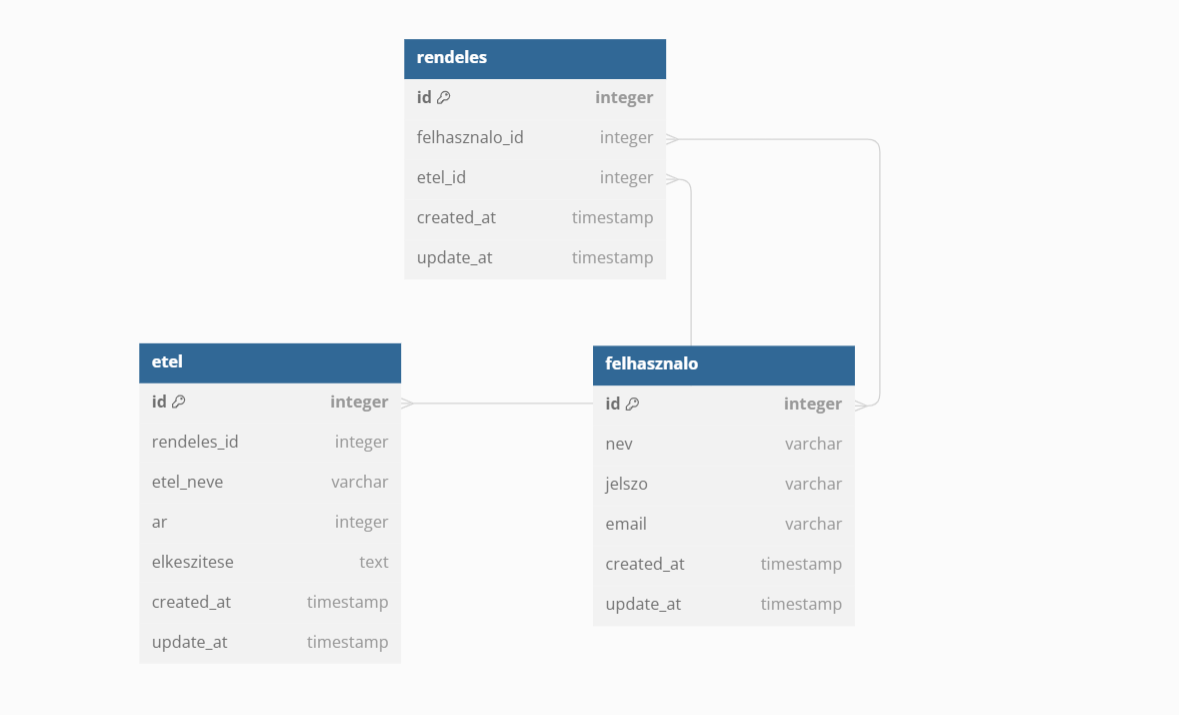 rendeles
id integer
felhasznalo_id integer
etel_id integer
created_at timestamp
update_at timestamp
etel
id integer
rendeles_id integer
etel_neve varchar
ar integer
elkeszitese text
created_at timestamp
update_at timestamp
felhasznalo
id integer
nev varchar
jelszo varchar
email varchar
created_at timestamp
update_at timestamp